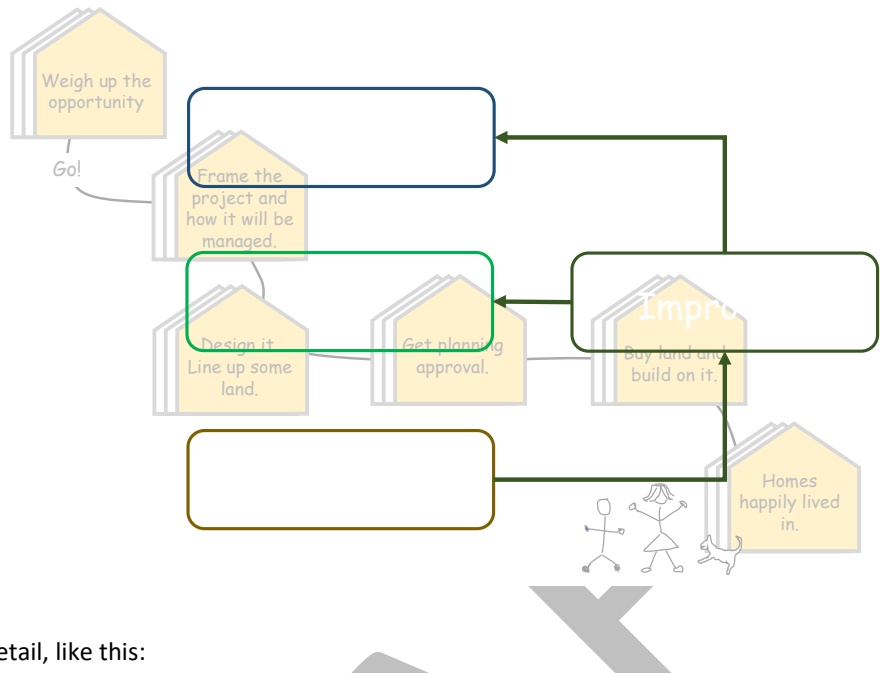 Weigh up the
opportunity
Go!
Frame the
project and
how it will be
managed.
Impro
Design it.
Line up some
land.
Get planning
approval.
Buy land and
build on it.
Homes
happily lived
in.
etail, like this: